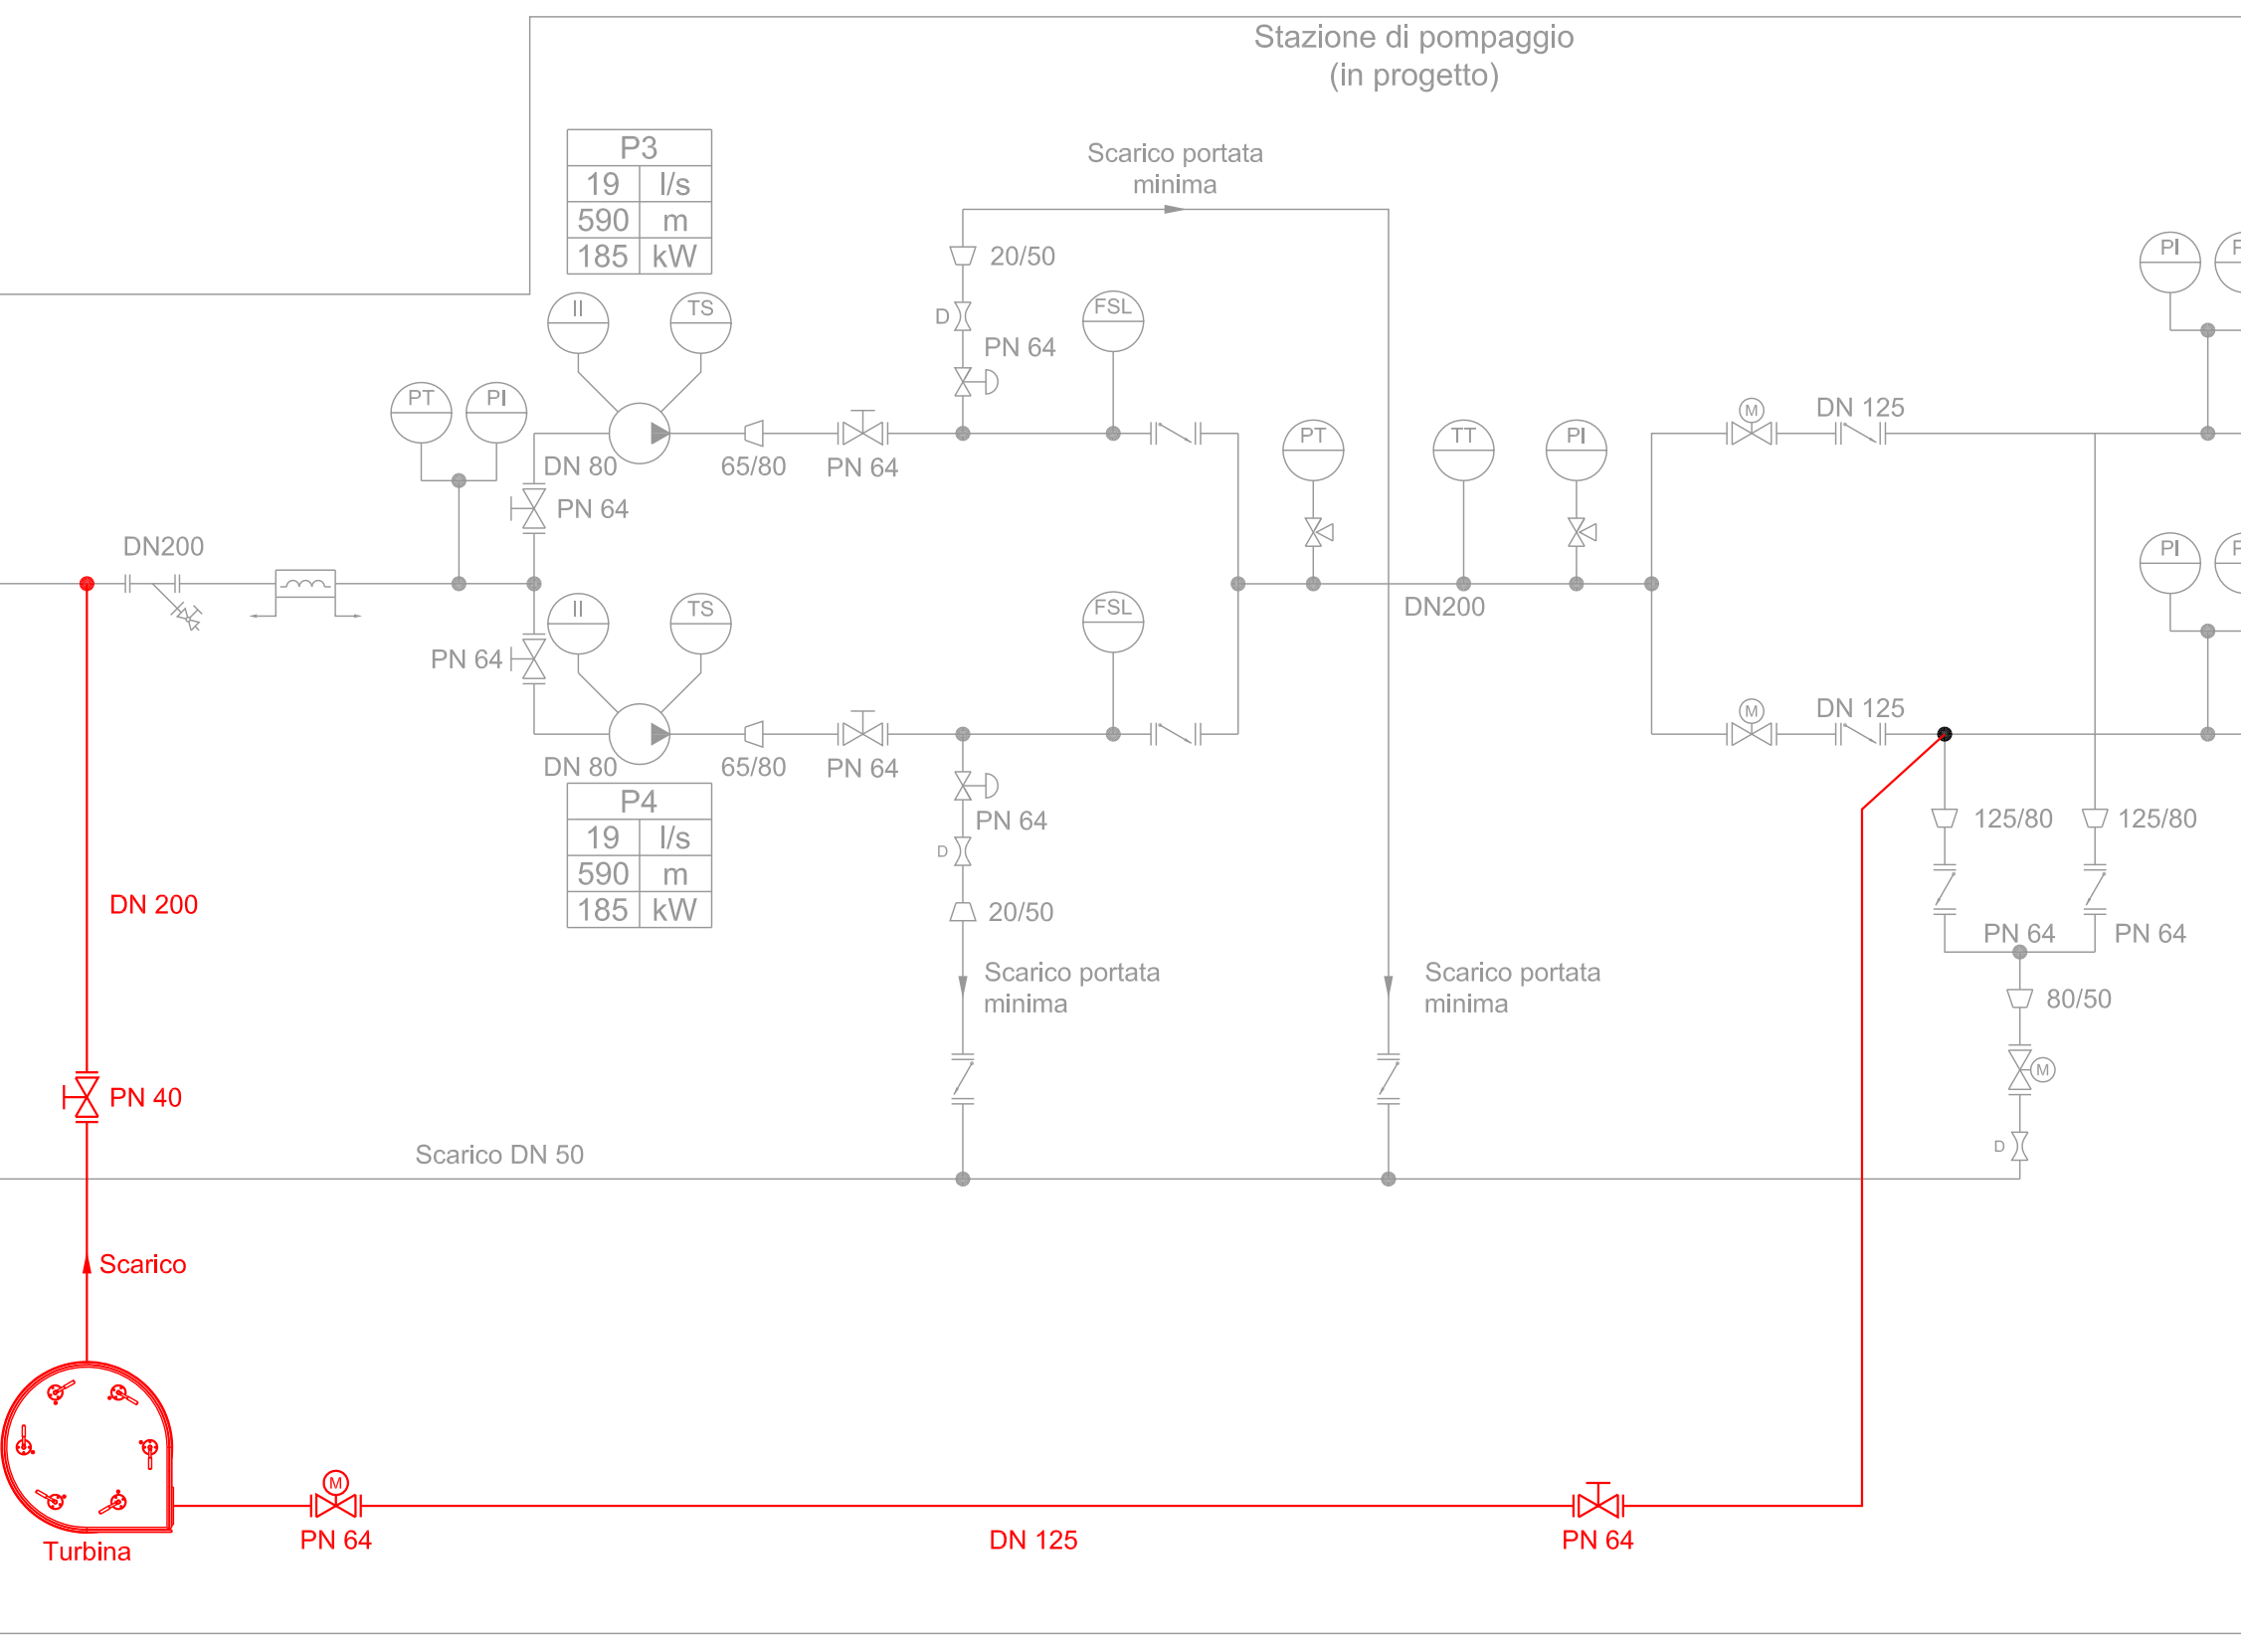 Stazione di pompaggio
(in progetto)
P3
19 l/s
590 m
185 kW
Scarico portata
minima
20/50
D
PN 64
II
TS
FSL
PI
PT
PI
PT
TT
PI
M
DN 125
DN 80
65/80
PN 64
PN 64
DN200
PI
II
TS
FSL
DN200
PN 64
M
DN 125
DN 80
65/80
PN 64
P4
19 l/s
590 m
185 kW
PN 64
D
20/50
125/80
125/80
DN 200
PN 64
PN 64
Scarico portata
minima
Scarico portata
minima
80/50
M
PN 40
D
Scarico DN 50
Scarico
M
PN 64
DN 125
PN 64
Turbina